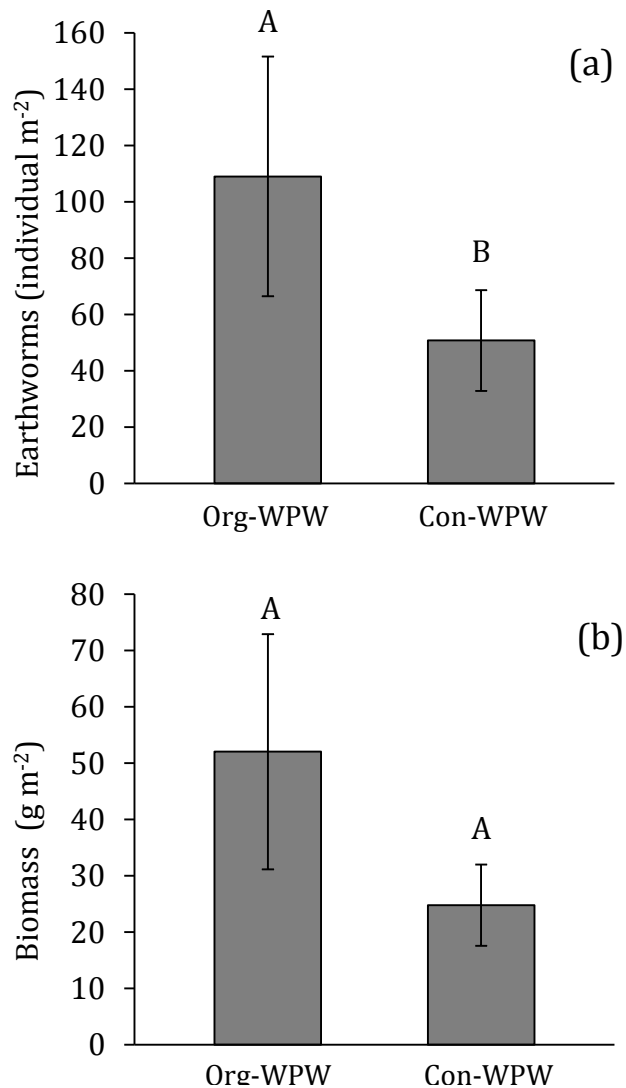 160
A
(a)
140
120
100
B
80
60
40
20
0
Earthworms (individual m-2)
Org-WPW Con-WPW
80
A
(b)
70
60
50
A
40
30
20
10
0
Biomass (g m-2)
Org-WPW Con-WPW